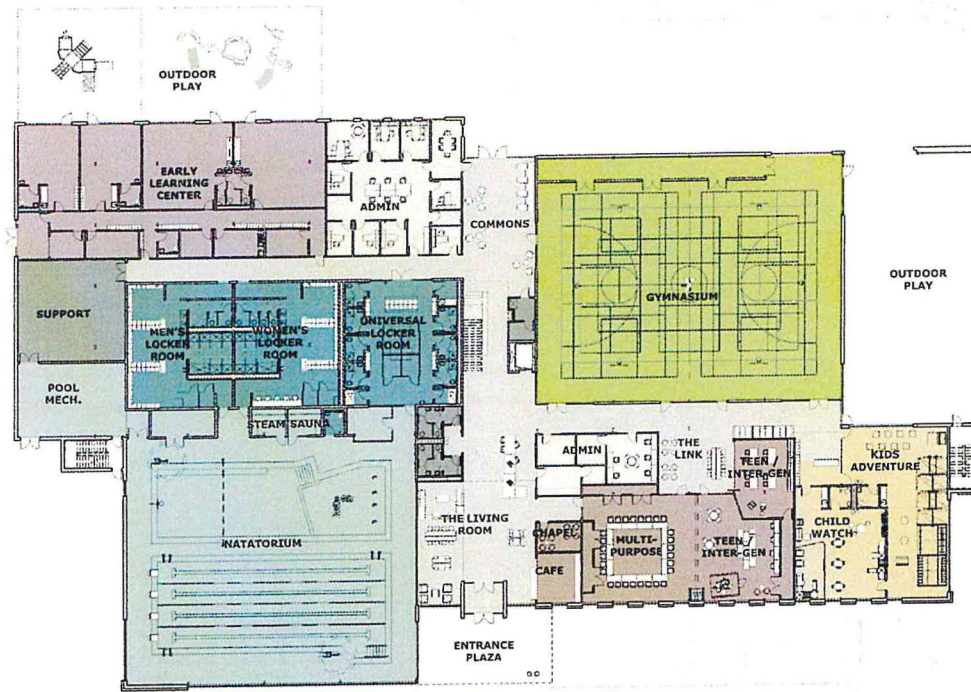 OUTDOOR
PLAY
EARLY
LEARNING
CENTER
ADMIN
COMMONS
OUTDOOR
PLAY
GYMNASIUM
SUPPORT
MEN'S
LOCKER
ROOM
WOMEN'S
LOCKER
ROOM
UNIVERSAL
LOCKER
ROOM
POOL
MECH.
STEAM
SAUNA
ADMIN
THE
LINK
TEEN /
INTER-GEN
KIDS
ADVENTURE
THE LIVING
ROOM
CHAPEL
CAFE
MULTI-
PURPOSE
TEEN /
INTER-GEN
CHILD
WATCH
NATATORIUM
ENTRANCE
PLAZA